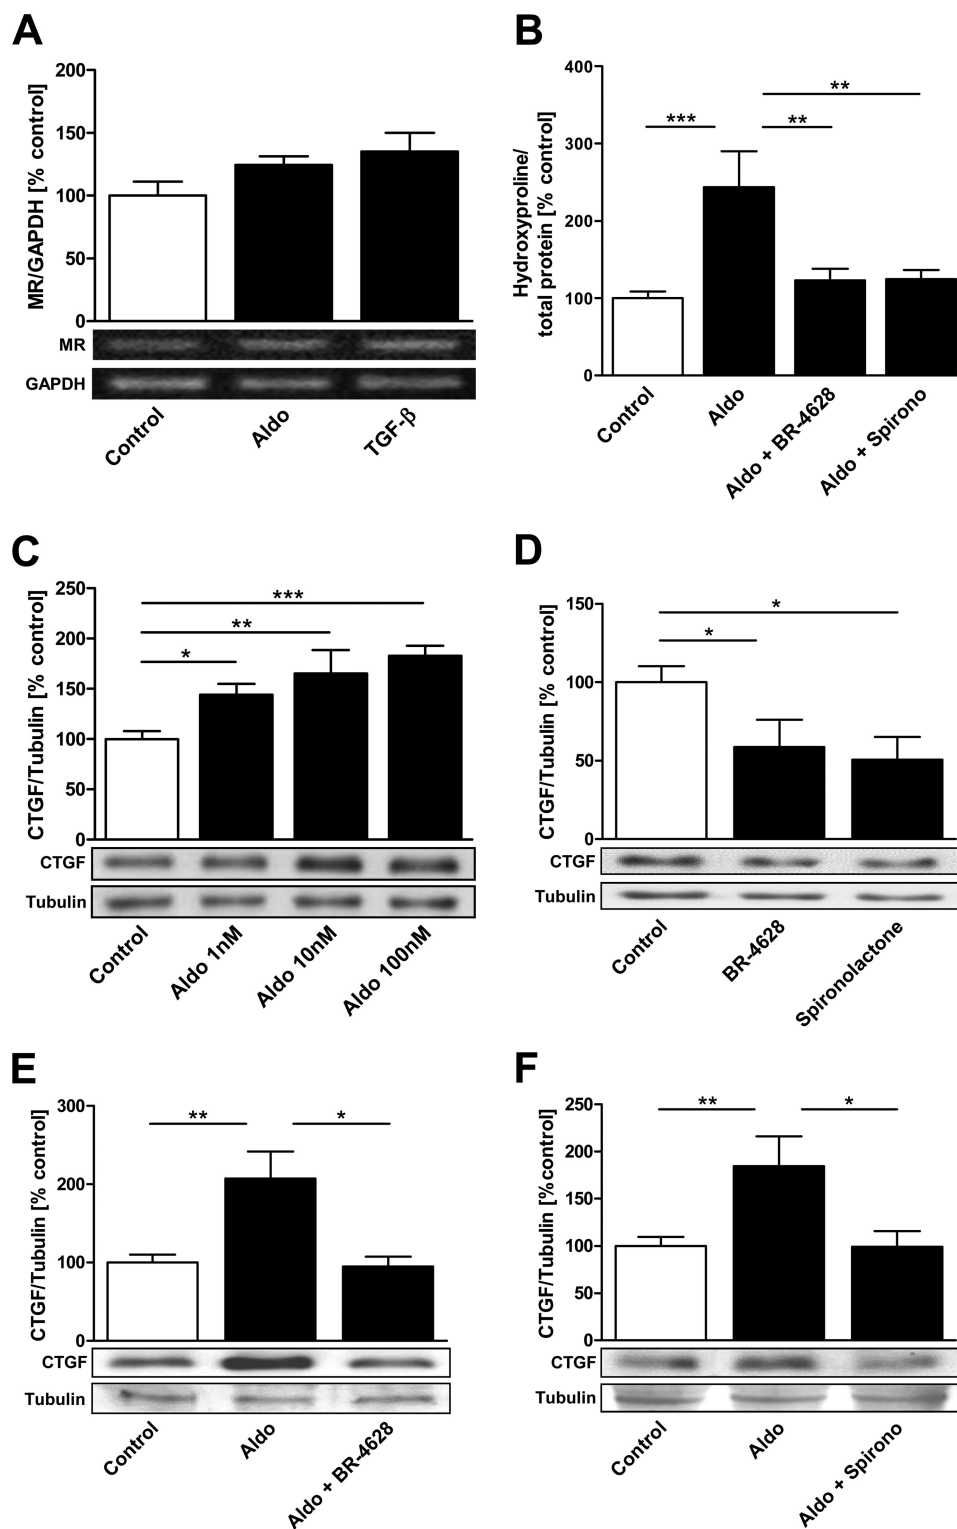 A
MR/GAPDH [% control]
200
150
100
50
0
MR
GAPDH
Control
Aldo
TGF-β
B
Hydroxyproline/
total protein [% control]
400
300
200
100
0
***
**
**
Control
Aldo
Aldo + BR-4628
Aldo + Spirono
C
CTGF/Tubulin [% control]
250
200
150
100
50
0
***
**
*
CTGF
Tubulin
Control
Aldo 1nM
Aldo 10nM
Aldo 100nM
D
CTGF/Tubulin [% control]
150
100
50
0
*
*
CTGF
Tubulin
Control
BR-4628
Spironolactone
E
CTGF/Tubulin [% control]
300
200
100
0
**
*
CTGF
Tubulin
Control
Aldo
Aldo + BR-4628
F
CTGF/Tubulin [%control]
250
200
150
100
50
0
**
*
CTGF
Tubulin
Control
Aldo
Aldo + Spirono